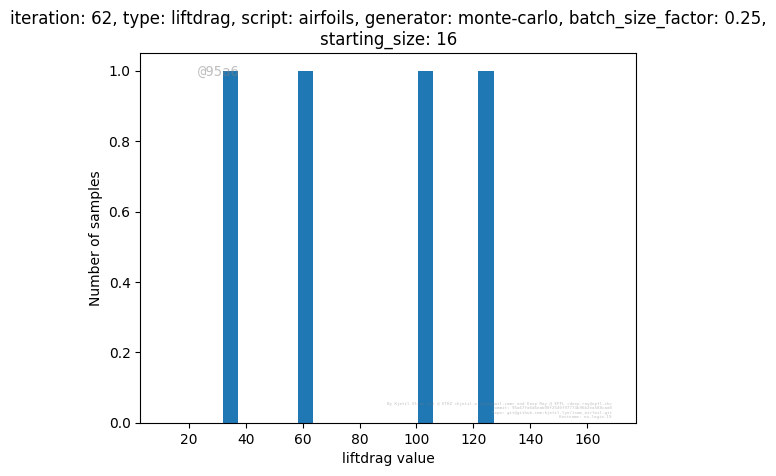 iteration: 62, type: liftdrag, script: airfoils, generator: monte-carlo, batch_size_factor: 0.25,
starting_size: 16
@95a6
1.0
0.8
0.6
0.4
0.2
0.0
Number of samples
20 40 60 80 100 120 140 160
liftdrag value